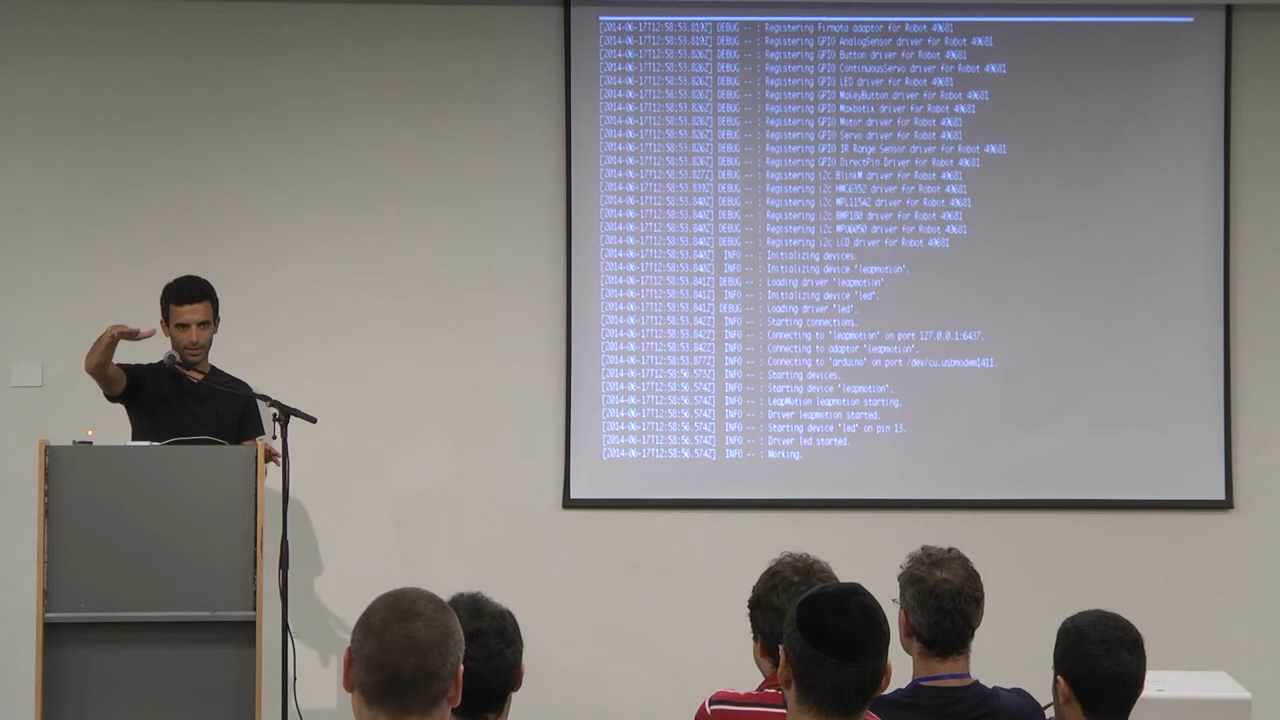 [2014-06-17T12:58:53.819Z] DEBUG -- : Registering Firmata adaptor for Robot 49681
[2014-06-17T12:58:53.819Z] DEBUG -- : Registering GPIO AnalogSensor driver for Robot 49681
[2014-06-17T12:58:53.826Z] DEBUG -- : Registering GPIO Button driver for Robot 49681
[2014-06-17T12:58:53.826Z] DEBUG -- : Registering GPIO ContinuousServo driver for Robot 49681
[2014-06-17T12:58:53.826Z] DEBUG -- : Registering GPIO LED driver for Robot 49681
[2014-06-17T12:58:53.826Z] DEBUG -- : Registering GPIO MakeyButton driver for Robot 49681
[2014-06-17T12:58:53.826Z] DEBUG -- : Registering GPIO Maxbotix driver for Robot 49681
[2014-06-17T12:58:53.826Z] DEBUG -- : Registering GPIO Motor driver for Robot 49681
[2014-06-17T12:58:53.826Z] DEBUG -- : Registering GPIO Servo driver for Robot 49681
[2014-06-17T12:58:53.826Z] DEBUG -- : Registering GPIO IR Range Sensor driver for Robot 49681
[2014-06-17T12:58:53.826Z] DEBUG -- : Registering GPIO DirectPin Driver for Robot 49681
[2014-06-17T12:58:53.827Z] DEBUG -- : Registering i2c BlinkM driver for Robot 49681
[2014-06-17T12:58:53.839Z] DEBUG -- : Registering i2c HMC6352 driver for Robot 49681
[2014-06-17T12:58:53.840Z] DEBUG -- : Registering i2c MPL115A2 driver for Robot 49681
[2014-06-17T12:58:53.840Z] DEBUG -- : Registering i2c BMP180 driver for Robot 49681
[2014-06-17T12:58:53.840Z] DEBUG -- : Registering i2c MPU6050 driver for Robot 49681
[2014-06-17T12:58:53.840Z] DEBUG -- : Registering i2c LCD driver for Robot 49681
[2014-06-17T12:58:53.840Z] INFO -- : Initializing devices.
[2014-06-17T12:58:53.840Z] INFO -- : Initializing device 'leapmotion'.
[2014-06-17T12:58:53.841Z] DEBUG -- : Loading driver 'leapmotion'.
[2014-06-17T12:58:53.841Z] INFO -- : Initializing device 'led'.
[2014-06-17T12:58:53.841Z] DEBUG -- : Loading driver 'led'.
[2014-06-17T12:58:53.842Z] INFO -- : Starting connections.
[2014-06-17T12:58:53.842Z] INFO -- : Connecting to 'leapmotion' on port 127.0.0.1:6437.
[2014-06-17T12:58:53.842Z] INFO -- : Connecting to adaptor 'leapmotion'.
[2014-06-17T12:58:53.877Z] INFO -- : Connecting to 'arduino' on port /dev/cu.usbmodem1411.
[2014-06-17T12:58:56.573Z] INFO -- : Starting devices.
[2014-06-17T12:58:56.574Z] INFO -- : Starting device 'leapmotion'.
[2014-06-17T12:58:56.574Z] INFO -- : LeapMotion leapmotion starting.
[2014-06-17T12:58:56.574Z] INFO -- : Driver leapmotion started.
[2014-06-17T12:58:56.574Z] INFO -- : Starting device 'led' on pin 13.
[2014-06-17T12:58:56.574Z] INFO -- : Driver led started.
[2014-06-17T12:58:56.574Z] INFO -- : Working.